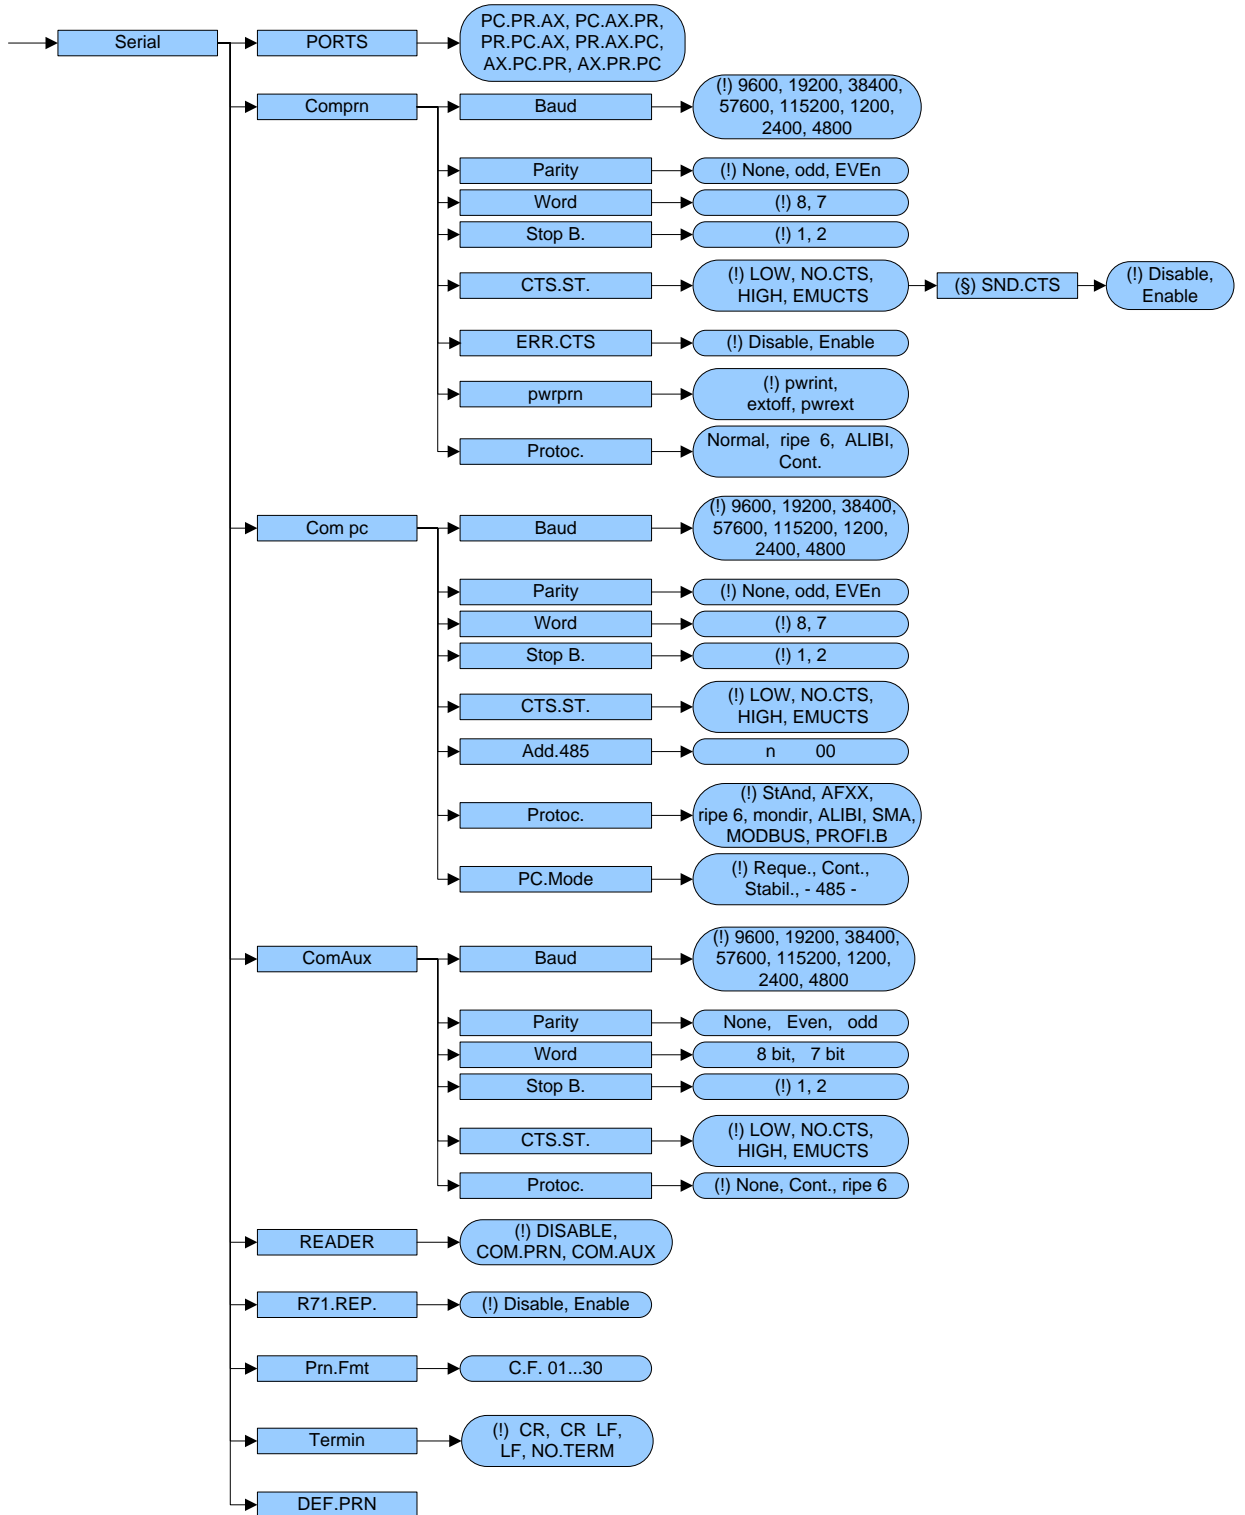 Serial
PORTS
PC.PR.AX, PC.AX.PR,
PR.PC.AX, PR.AX.PC,
AX.PC.PR, AX.PR.PC
Comprn
Baud
(!) 9600, 19200, 38400,
57600, 115200, 1200,
2400, 4800
Parity
(!) None, odd, EVEn
Word
(!) 8, 7
Stop B.
(!) 1, 2
CTS.ST.
(!) LOW, NO.CTS,
HIGH, EMUCTS
(§) SND.CTS
(!) Disable,
Enable
ERR.CTS
(!) Disable, Enable
pwrprn
(!) pwrint,
extoff, pwrext
Protoc.
Normal, ripe 6, ALIBI,
Cont.
Com pc
Baud
(!) 9600, 19200, 38400,
57600, 115200, 1200,
2400, 4800
Parity
(!) None, odd, EVEn
Word
(!) 8, 7
Stop B.
(!) 1, 2
CTS.ST.
(!) LOW, NO.CTS,
HIGH, EMUCTS
Add.485
n 00
Protoc.
(!) StAnd, AFXX,
ripe 6, mondir, ALIBI, SMA,
MODBUS, PROFI.B
PC.Mode
(!) Reque., Cont.,
Stabil., - 485 -
ComAux
Baud
(!) 9600, 19200, 38400,
57600, 115200, 1200,
2400, 4800
Parity
None, Even, odd
Word
8 bit, 7 bit
Stop B.
(!) 1, 2
CTS.ST.
(!) LOW, NO.CTS,
HIGH, EMUCTS
Protoc.
(!) None, Cont., ripe 6
READER
(!) DISABLE,
COM.PRN, COM.AUX
R71.REP.
(!) Disable, Enable
Prn.Fmt
C.F. 01...30
Termin
(!) CR, CR LF,
LF, NO.TERM
DEF.PRN